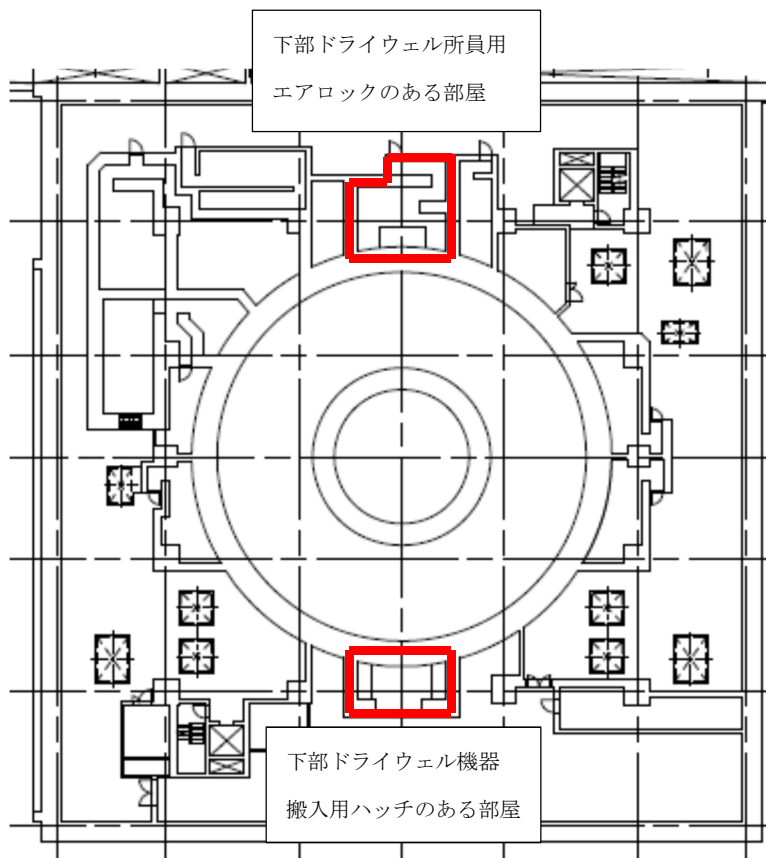 下部ドライウェル所員用
エアロックのある部屋
下部ドライウェル機器
搬入用ハッチのある部屋